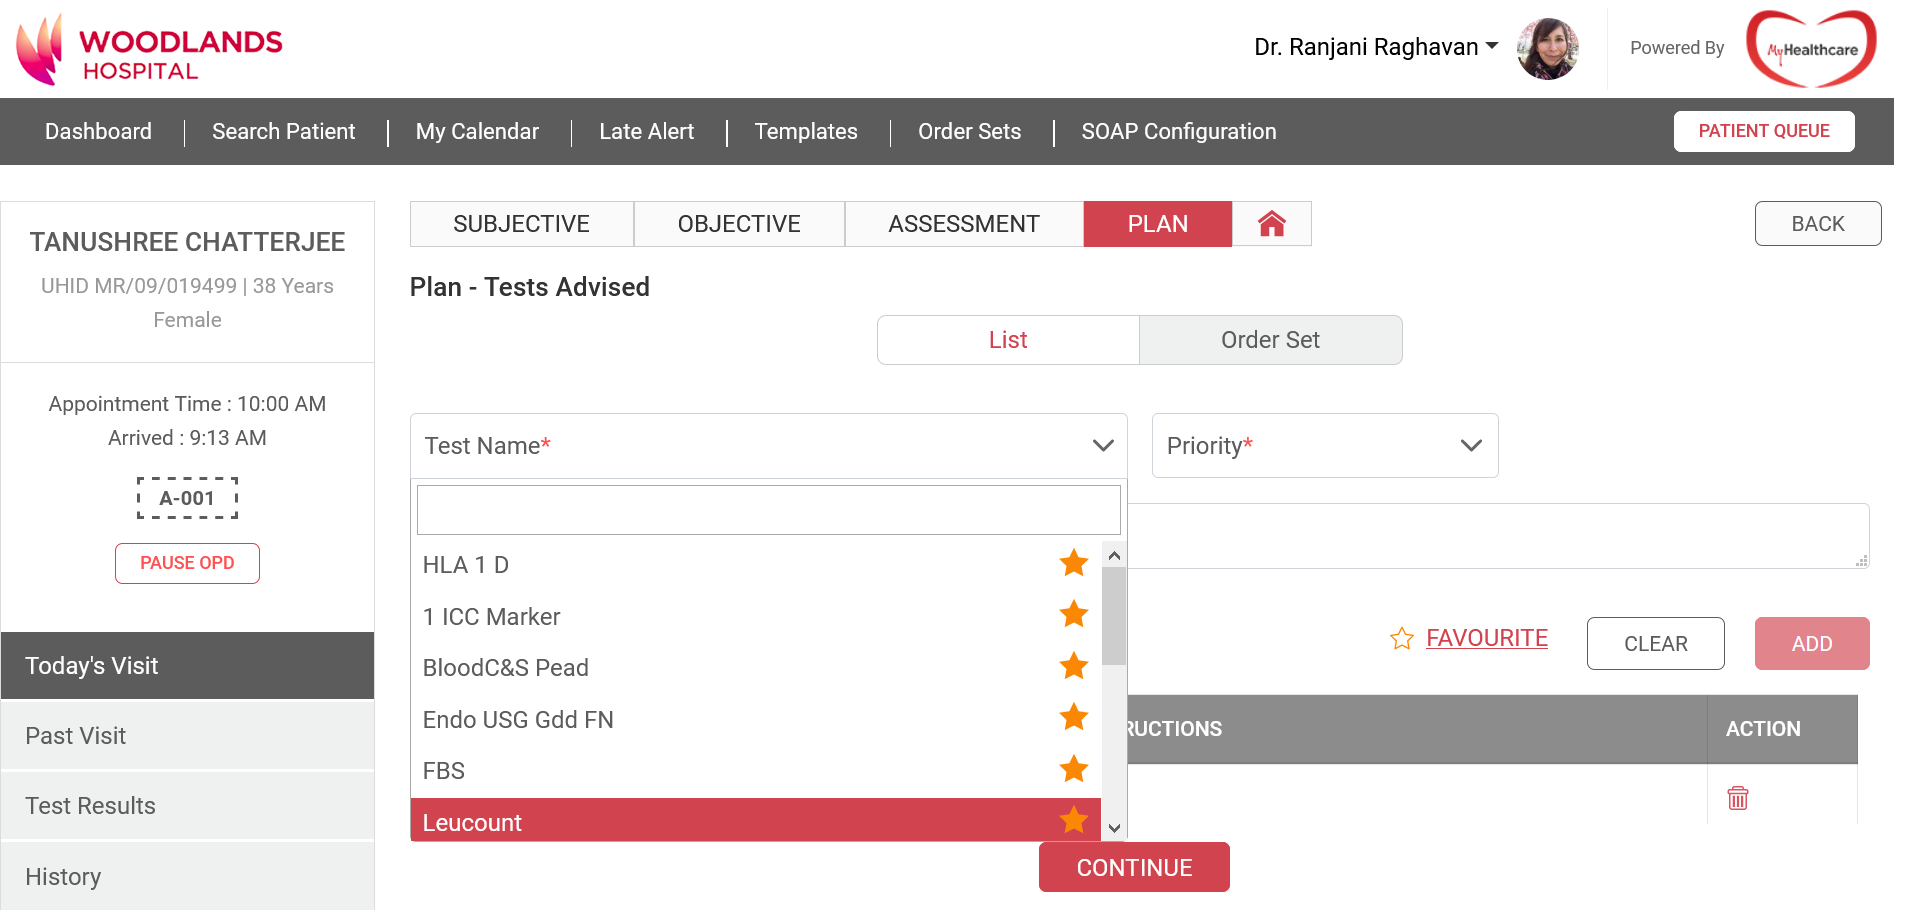 WOODLANDS
HOSPITAL
Dr. Ranjani Raghavan
Powered By
MyHealthcare
Dashboard
Search Patient
My Calendar
Late Alert
Templates
Order Sets
SOAP Configuration
PATIENT QUEUE
TANUSHREE CHATTERJEE
UHID MR/09/019499 | 38 Years
Female
Appointment Time : 10:00 AM
Arrived : 9:13 AM
A-001
PAUSE OPD
Today's Visit
Past Visit
Test Results
History
SUBJECTIVE
OBJECTIVE
ASSESSMENT
PLAN
BACK
Plan - Tests Advised
List
Order Set
Test Name*
Priority*
HLA 1 D
1 ICC Marker
BloodC&S Pead
Endo USG Gdd FN
FBS
Leucount
FAVOURITE
CLEAR
ADD
RUCTIONS
ACTION
CONTINUE